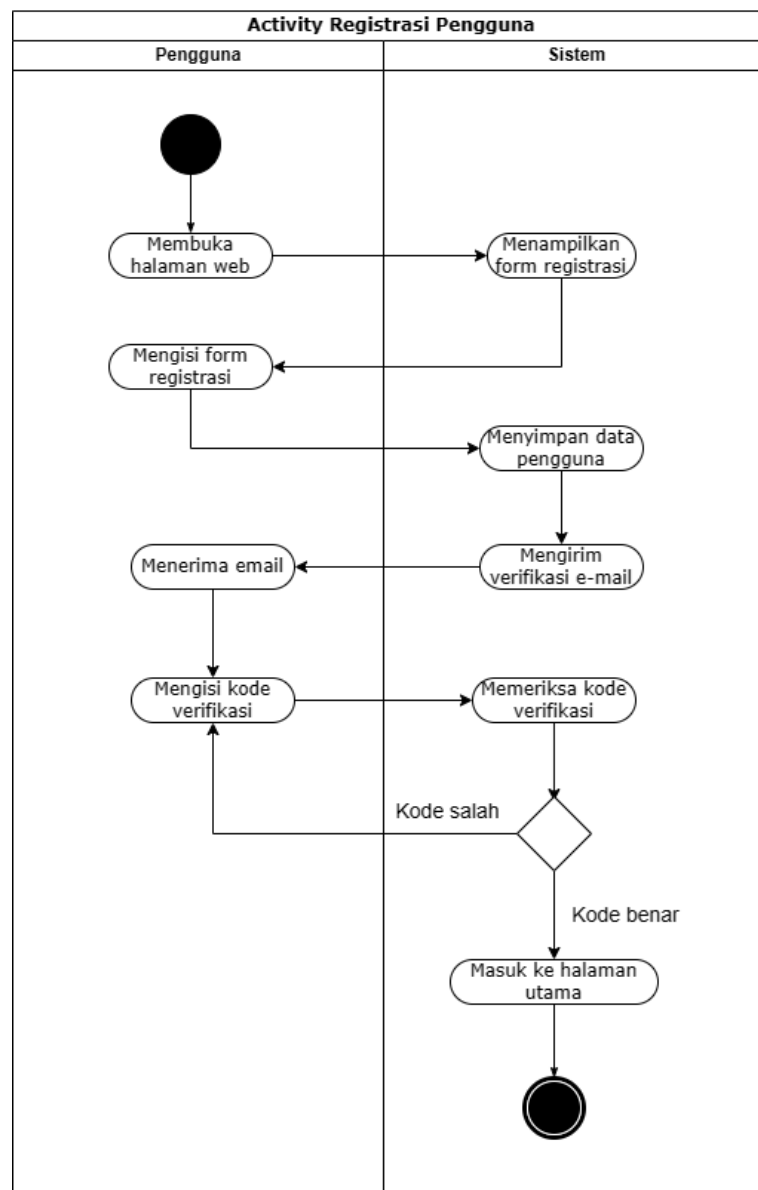 Activity Registrasi Pengguna
Pengguna
Sistem
Membuka
halaman web
Menampilkan
form registrasi
Mengisi form
registrasi
Menyimpan data
pengguna
Menerima email
Mengirim
verifikasi e-mail
Mengisi kode
verifikasi
Memeriksa kode
verifikasi
Kode salah
Kode benar
Masuk ke halaman
utama